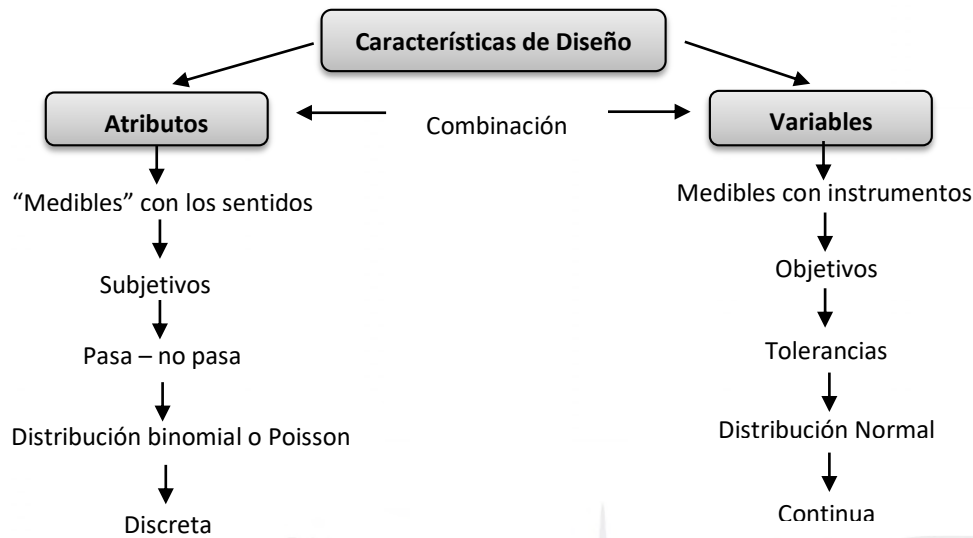 Características de Diseño
Atributos
Combinación
Variables
“Medibles” con los sentidos
Medibles con instrumentos
Subjetivos
Objetivos
Pasa – no pasa
Tolerancias
Distribución binomial o Poisson
Distribución Normal
Discreta
Continua